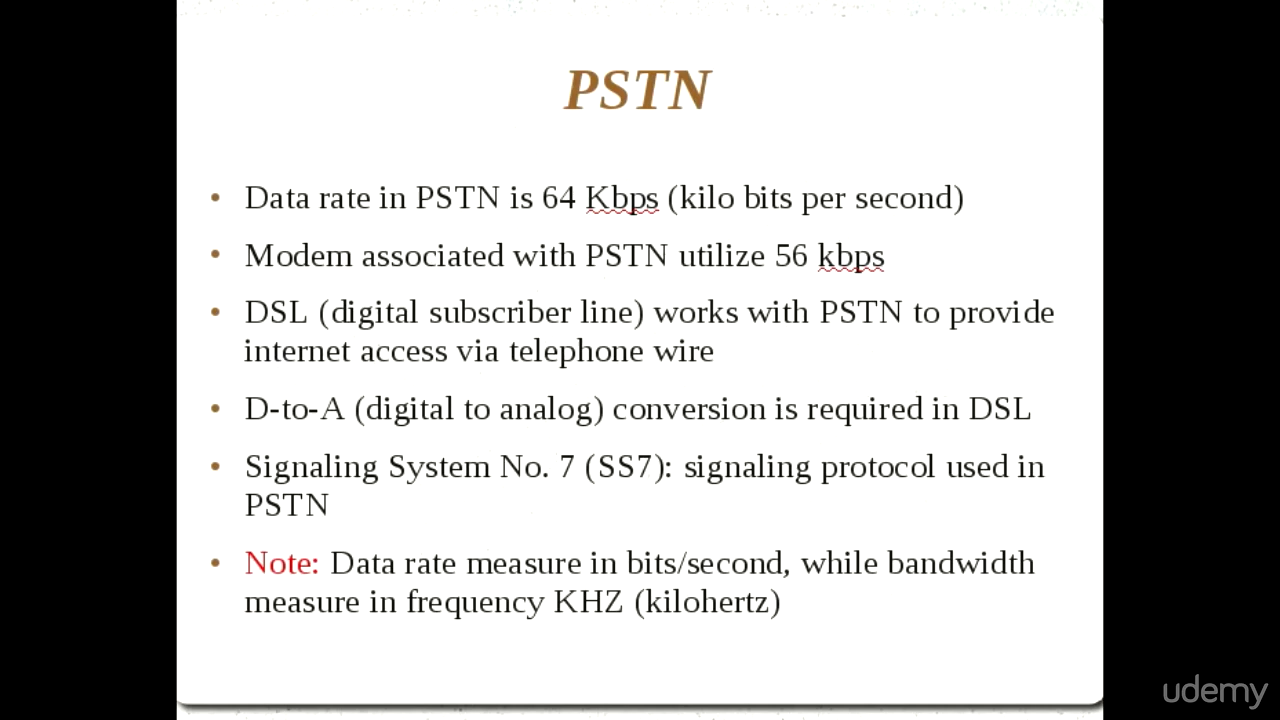 PSTN
• Data rate in PSTN is 64 Kbps (kilo bits per second)
• Modem associated with PSTN utilize 56 kbps
• DSL (digital subscriber line) works with PSTN to provide
internet access via telephone wire
• D-to-A (digital to analog) conversion is required in DSL
• Signaling System No. 7 (SS7): signaling protocol used in
PSTN
• Note: Data rate measure in bits/second, while bandwidth
measure in frequency KHZ (kilohertz)
udemy